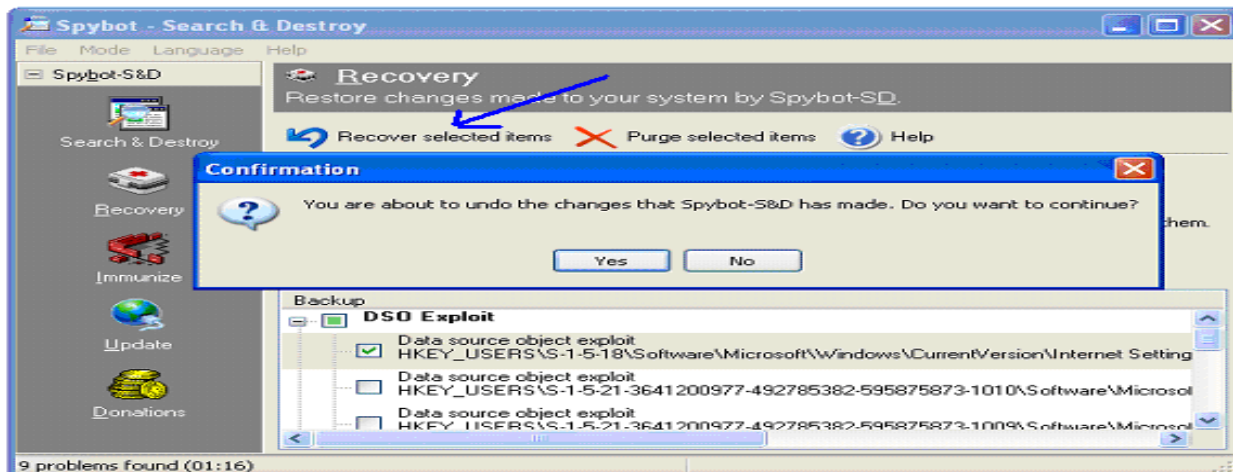 Spybot - Search & Destroy
File Mode Language Help
Spybot-S&D
Recovery
Restore changes made to your system by Spybot-SD.
Search & Destroy
Recover selected items
Purge selected items
Help
Confirmation
You are about to undo the changes that Spybot-S&D has made. Do you want to continue?
Yes
No
them.
Recovery
Immunize
Update
Donations
Backup
DSO Exploit
Data source object exploit
HKEY_USERS\S-1-5-18\Software\Microsoft\Windows\CurrentVersion\Internet Setting
Data source object exploit
HKEY_USERS\S-1-5-21-3641200977-492785382-595875873-1010\Software\Microsof
Data source object exploit
HKEY_USERS\S-1-5-21-3641200977-492785382-595875873-1009\Software\Microsof
9 problems found (01:16)